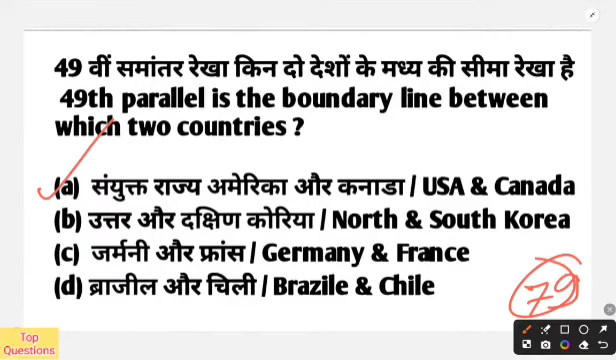 49 वीं समांतर रेखा किन दो देशों के मध्य की सीमा रेखा है
49th parallel is the boundary line between
which two countries ?
(a) संयुक्त राज्य अमेरिका और कनाडा / USA & Canada
(b) उत्तर और दक्षिण कोरिया / North & South Korea
(c) जर्मनी और फ्रांस / Germany & France
(d) ब्राजील और चिली / Brazile & Chile
79
Top
Questions